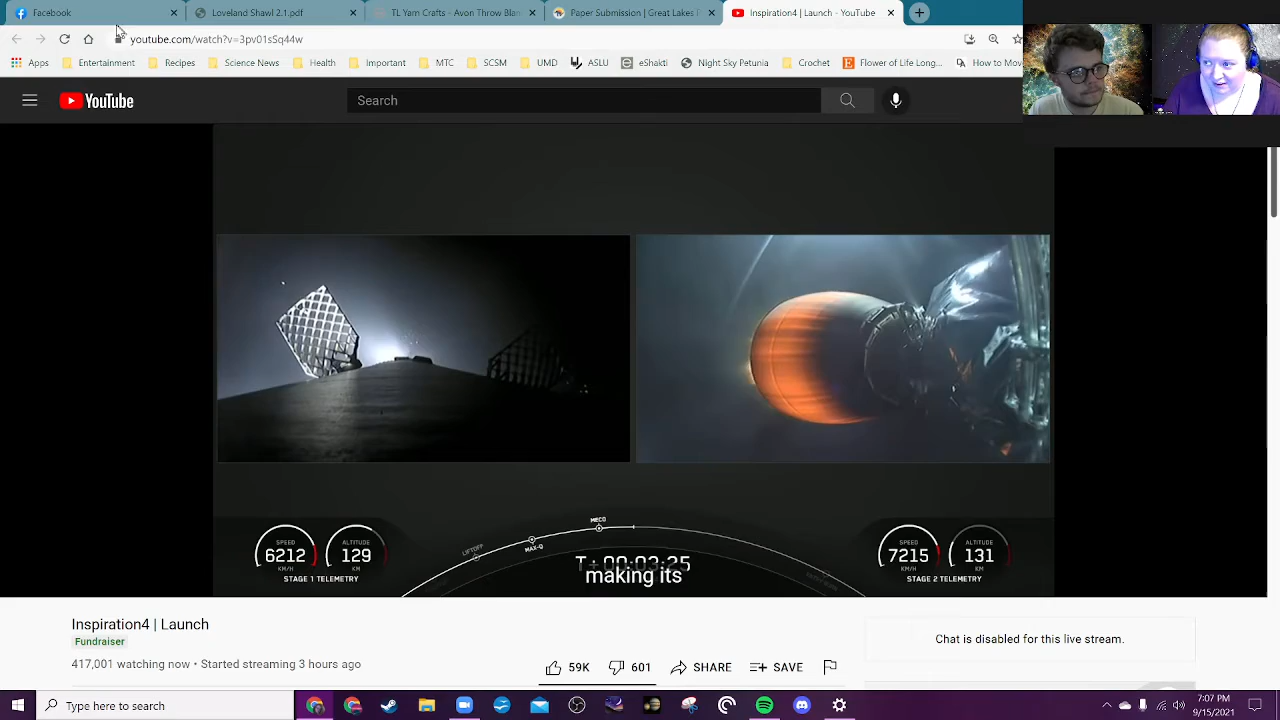 Facebook
Loveland Shawl 2.1.pdf
TL Yarn Crafts – Avon Throw Blan
Paper Submission | Great Lakes
Inspiration4 | Launch - YouTube
youtube.com/watch?v=3pv01sSq44w
Apps
Entertainment
Recipes
Science News
Health
Important
MTC
SCSM
UMD
ASLU
eShakti
Night Sky Petunia
Crochet
Flower of Life Long...
How to Mov
YouTube
Search
LIFTOFF
MAX-Q
MECO
SPEED
6212
KM/H
ALTITUDE
129
KM
STAGE 1 TELEMETRY
T+00:03:25
making its
SPEED
7215
KM/H
ALTITUDE
131
KM
STAGE 2 TELEMETRY
Inspiration4 | Launch
Fundraiser
417,001 watching now • Started streaming 3 hours ago
59K
601
SHARE
SAVE
Chat is disabled for this live stream.
Type here to search
7:07 PM
9/15/2021